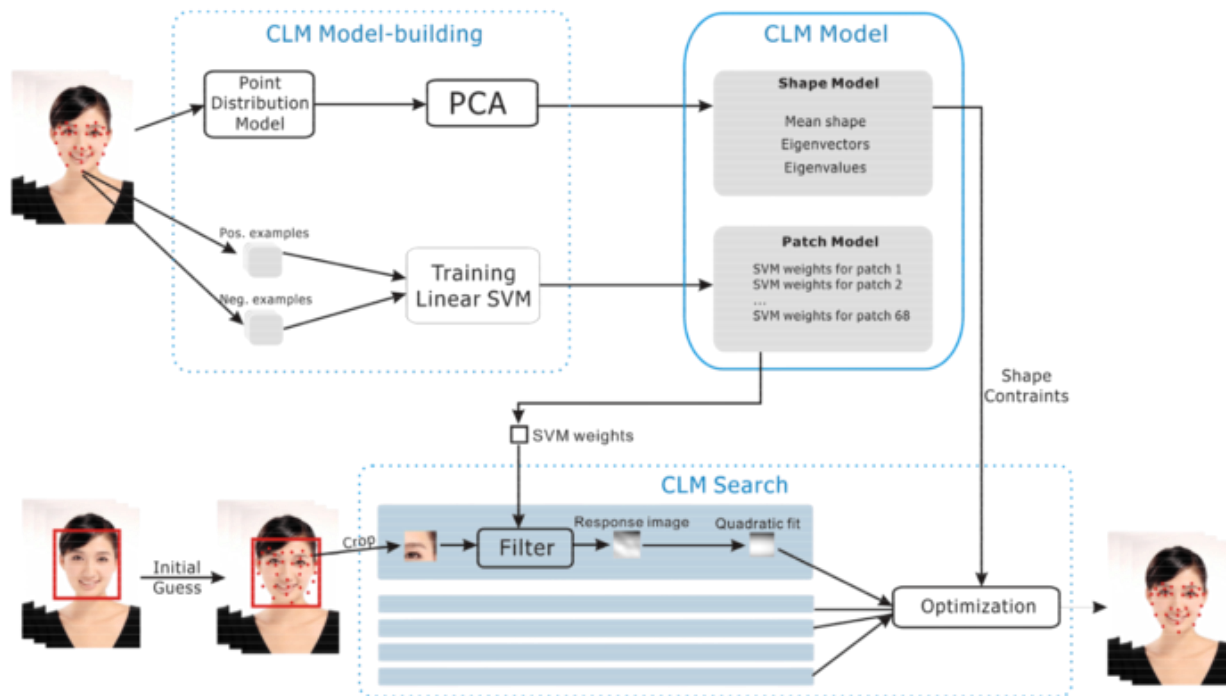 CLM Model-building
CLM Model
Point
Distribution
Model
PCA
Shape Model
Mean shape
Eigenvectors
Eigenvalues
Pos. examples
Neg. examples
Training
Linear SVM
Patch Model
SVM weights for patch 1
SVM weights for patch 2
...
SVM weights for patch 68
Shape
Contraints
SVM weights
CLM Search
Initial
Guess
Crop
Filter
Response image
Quadratic fit
Optimization